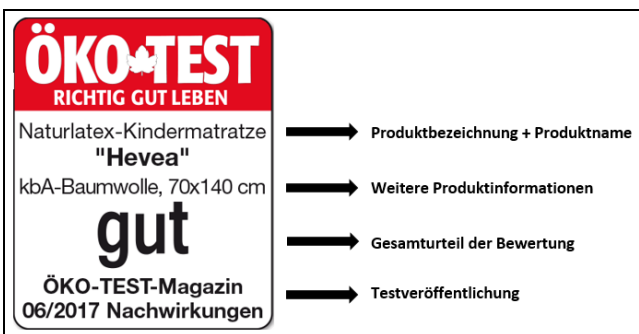 ÖKO TEST
RICHTIG GUT LEBEN
Naturlatex-Kindermatratze
"Hevea"
kbA-Baumwolle, 70x140 cm
gut
ÖKO-TEST-Magazin
06/2017 Nachwirkungen
Produktbezeichnung + Produktname
Weitere Produktinformationen
Gesamturteil der Bewertung
Testveröffentlichung